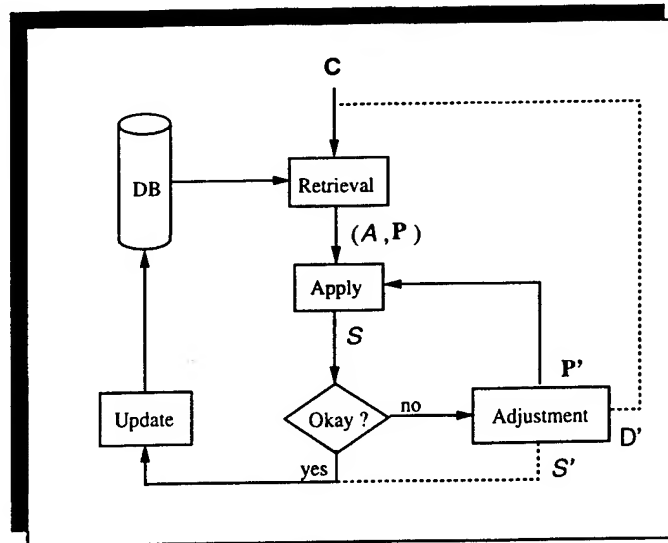 C
DB
Retrieval
(A, P)
Apply
S
P'
Update
Okay ?
no
Adjustment
D'
yes
S'